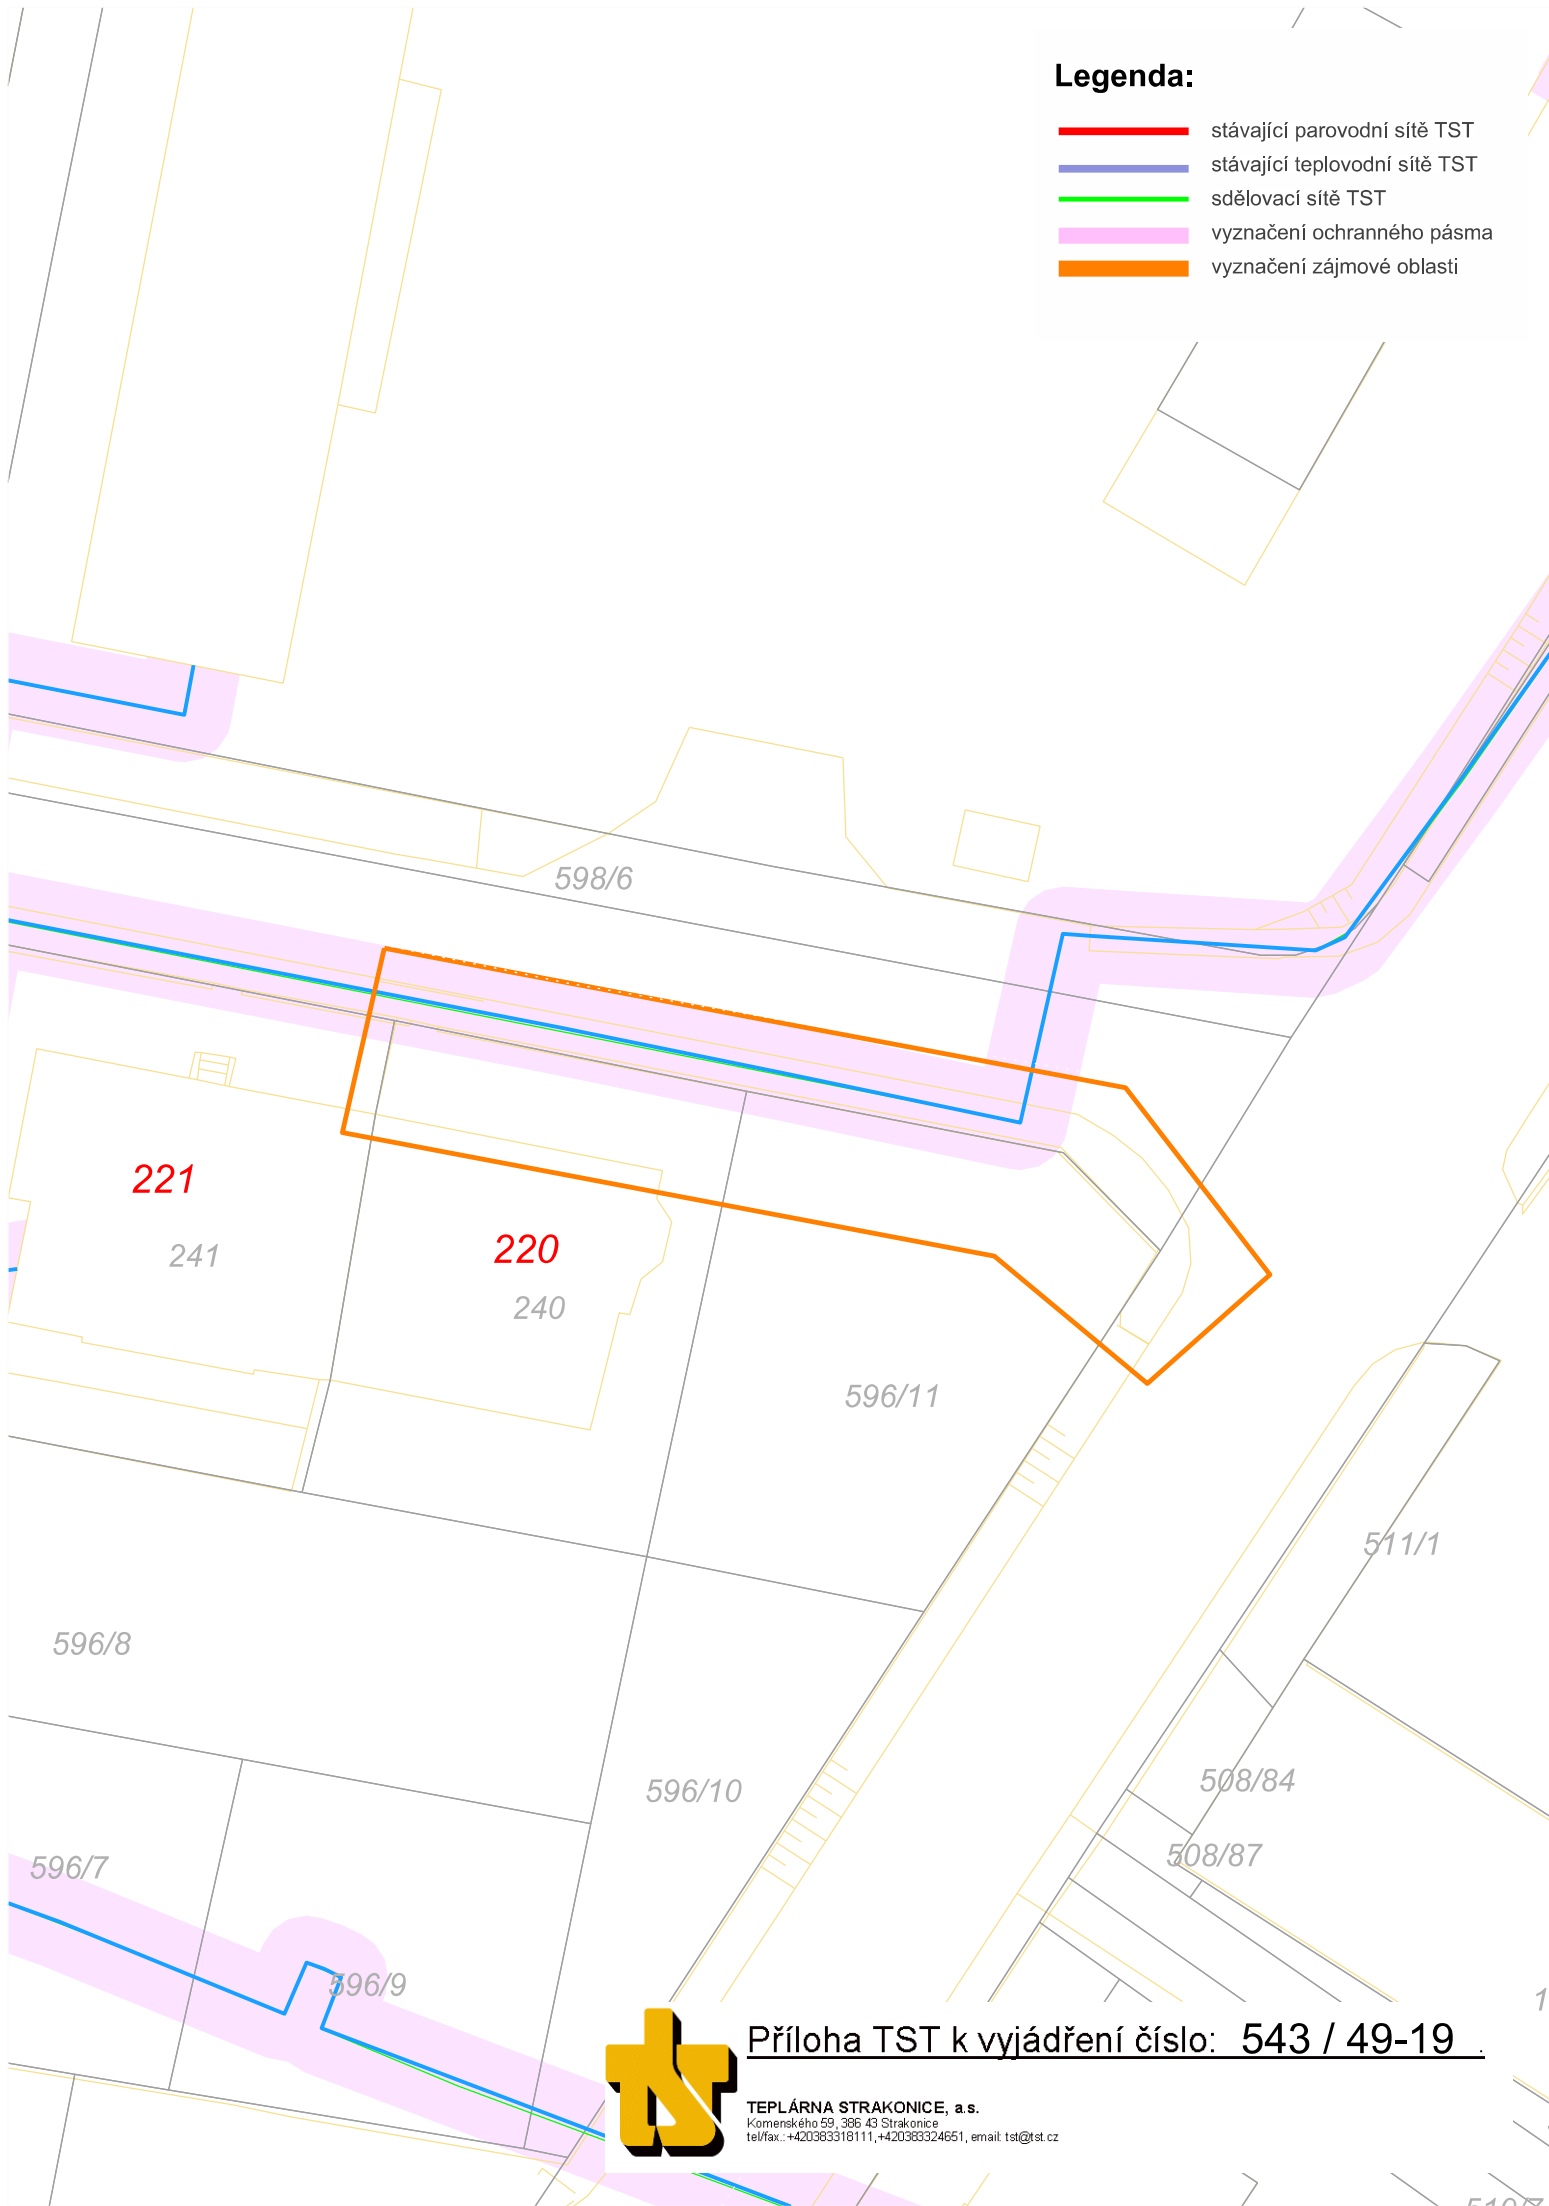 Legenda:
stávající parovodní sítě TST
stávající teplovodní sítě TST
sdělovací sítě TST
vyznačení ochranného pásma
vyznačení zájmové oblasti
598/6
221
241
220
240
596/11
511/1
596/8
508/84
596/10
508/87
596/7
596/9
1
Příloha TST k vyjádření číslo: 543 / 49-19 .
TEPLÁRNA STRAKONICE, a.s.
Komenského 59, 386 43 Strakonice
tel/fax.: +420383318111,+420383324651, email: tst@tst.cz